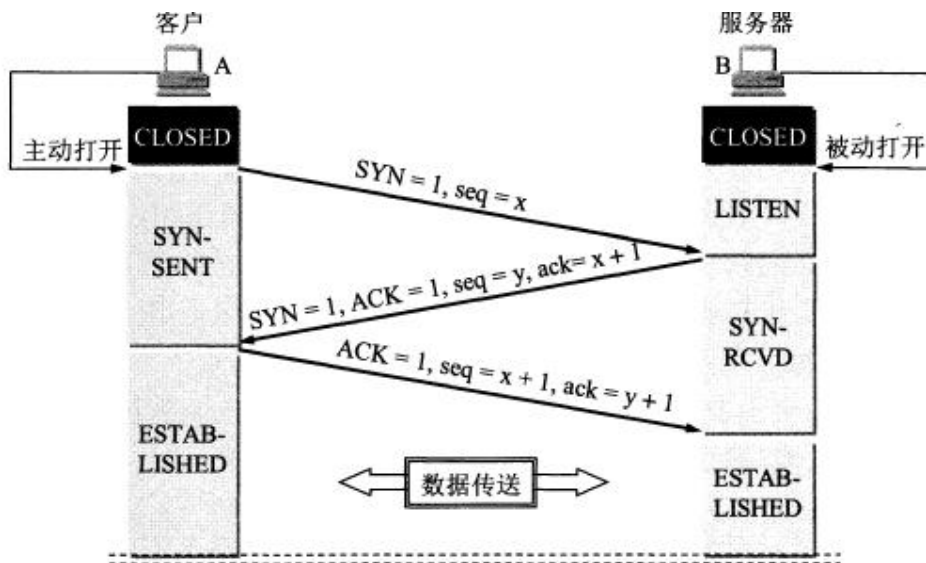 客户
服务器
A
B
CLOSED
CLOSED
主动打开
被动打开
SYN = 1, seq = x
LISTEN
SYN-
SENT
SYN = 1, ACK = 1, seq = y, ack= x + 1
SYN-
RCVD
ACK = 1, seq = x + 1, ack = y + 1
ESTAB-
LISHED
数据传送
ESTAB-
LISHED